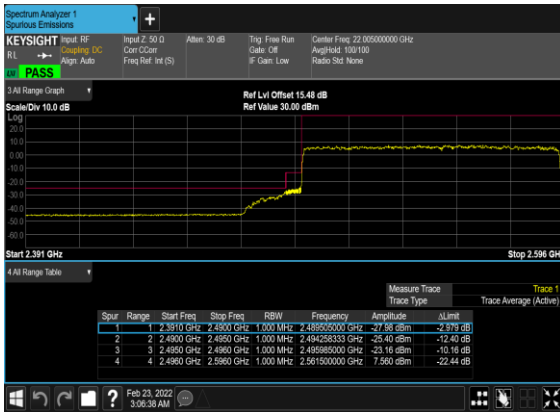 Spectrum Analyzer 1
Spurious Emissions
+
KEYSIGHT Input: RF Input Z: 50 Ω Atten: 30 dB Trig: Free Run Center Freq: 22.005000000 GHz
RL Coupling: DC Corr CCorr Gate: Off Avg|Hold: 100/100
Align: Auto Freq Ref: Int (S) IF Gain: Low Radio Std: None
PASS
3 All Range Graph
Ref Lvl Offset 15.48 dB
Scale/Div 10.0 dB Ref Value 30.00 dBm
Log
20.0
10.0
0.00
-10.0
-20.0
-30.0
-40.0
-50.0
-60.0
Start 2.391 GHz Stop 2.596 GH
4 All Range Table
Measure Trace Trace 1
Trace Type Trace Average (Active)
Spur Range Start Freq Stop Freq RBW Frequency Amplitude ΔLimit
1 1 2.3910 GHz 2.4900 GHz 1.000 MHz 2.489505000 GHz -27.98 dBm -2.979 dB
2 2 2.4900 GHz 2.4950 GHz 1.000 MHz 2.494258333 GHz -25.40 dBm -12.40 dB
3 3 2.4950 GHz 2.4960 GHz 1.000 MHz 2.495985000 GHz -23.16 dBm -10.16 dB
4 4 2.4960 GHz 2.5960 GHz 1.000 MHz 2.561500000 GHz 7.560 dBm -22.44 dB
? Feb 23, 2022
3:06:38 AM